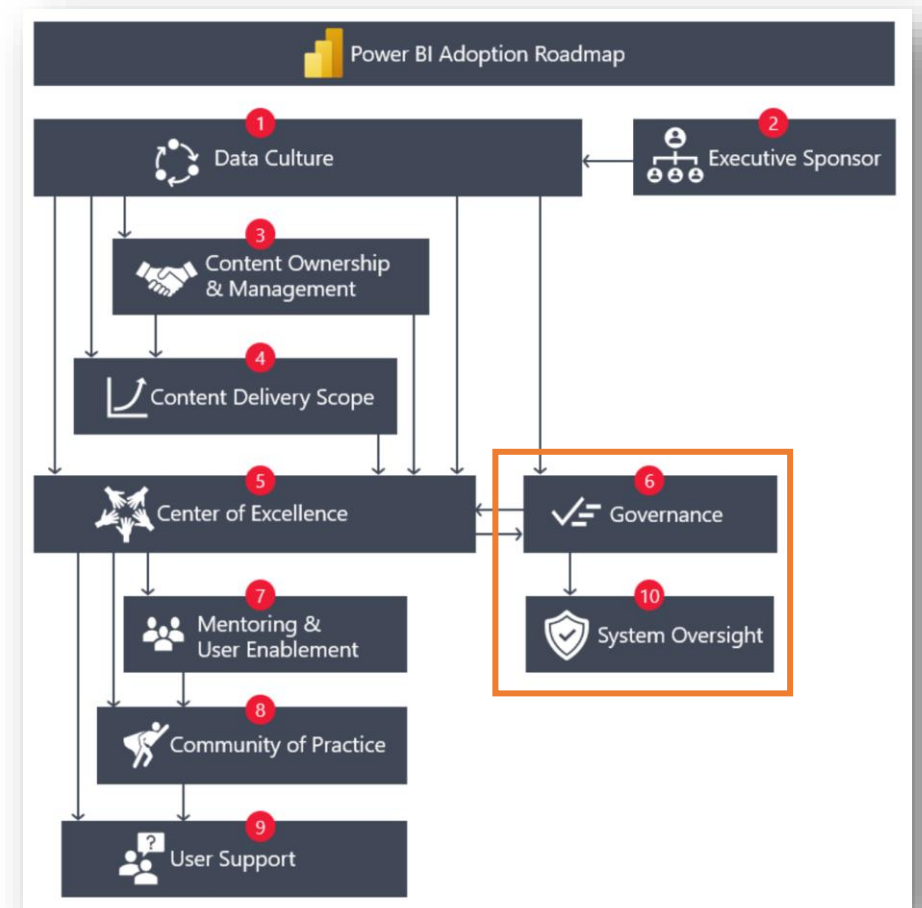 Power BI Adoption Roadmap
1
Data Culture
2
Executive Sponsor
3
Content Ownership
& Management
4
Content Delivery Scope
5
Center of Excellence
6
Governance
7
Mentoring &
User Enablement
10
System Oversight
8
Community of Practice
9
?
User Support